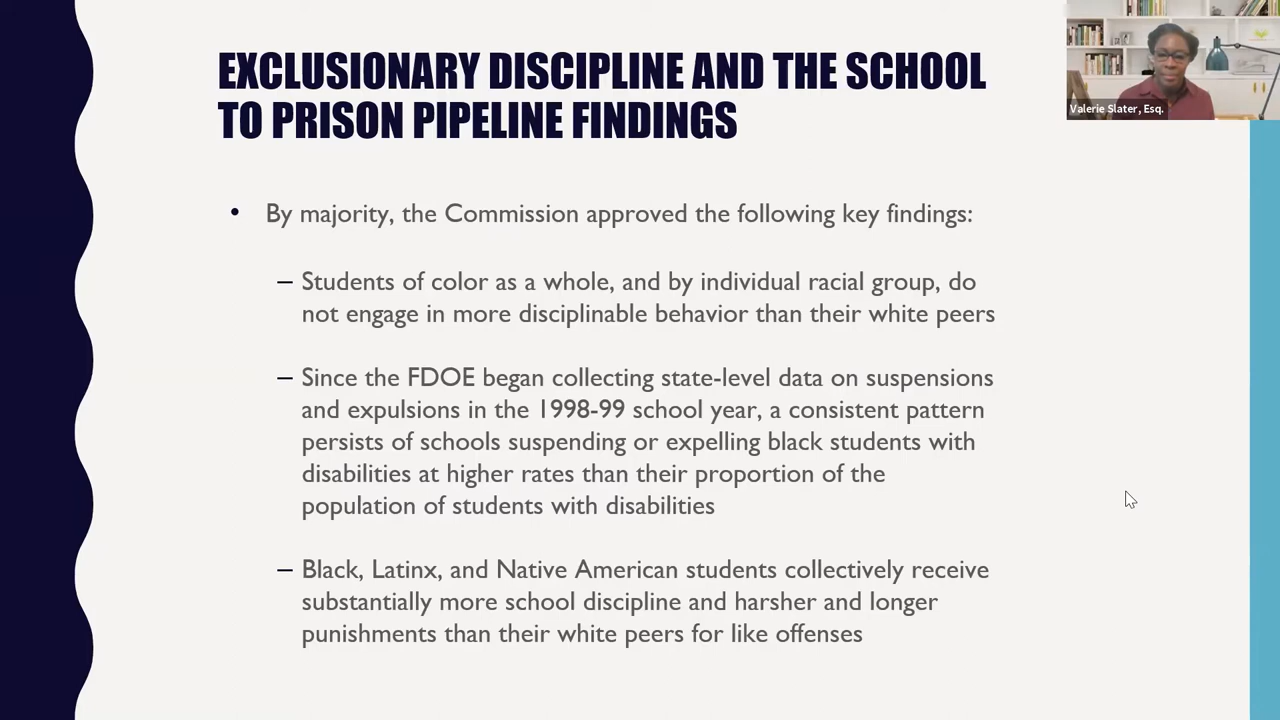 EXCLUSIONARY DISCIPLINE AND THE SCHOOL
TO PRISON PIPELINE FINDINGS
Valerie Slater, Esq.
• By majority, the Commission approved the following key findings:
– Students of color as a whole, and by individual racial group, do
not engage in more disciplinable behavior than their white peers
– Since the FDOE began collecting state-level data on suspensions
and expulsions in the 1998-99 school year, a consistent pattern
persists of schools suspending or expelling black students with
disabilities at higher rates than their proportion of the
population of students with disabilities
– Black, Latinx, and Native American students collectively receive
substantially more school discipline and harsher and longer
punishments than their white peers for like offenses